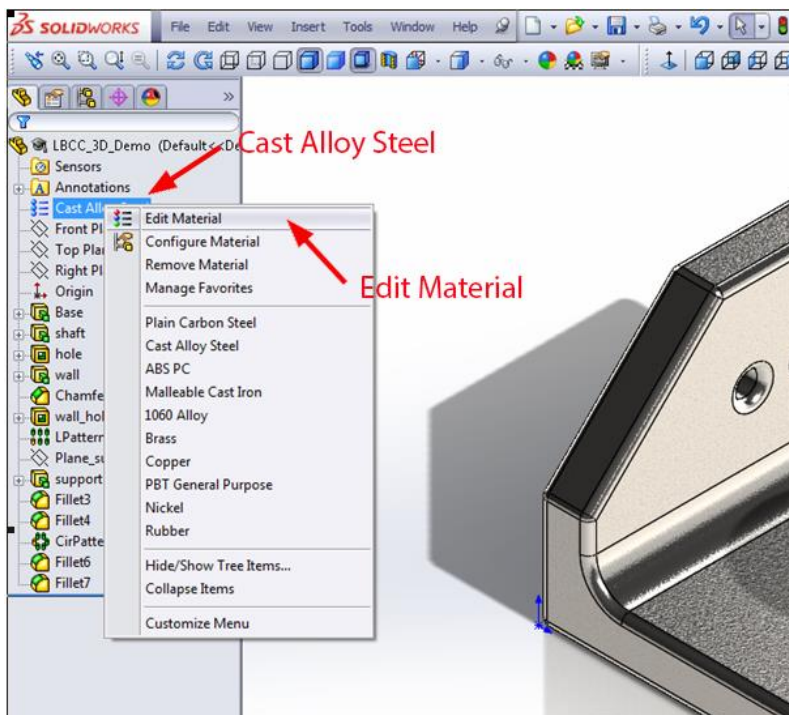 SOLIDWORKS File Edit View Insert Tools Window Help
LBCC_3D_Demo (Default<<De
Cast Alloy Steel
Sensors
Annotations
Cast All
Edit Material
Front Pl
Configure Material
Top Plan
Remove Material
Right Pl
Manage Favorites
Edit Material
Origin
Base
Plain Carbon Steel
shaft
Cast Alloy Steel
hole
ABS PC
wall
Malleable Cast Iron
Chamfe
1060 Alloy
wall_hol
Brass
LPattern
Copper
Plane_su
PBT General Purpose
support
Nickel
Fillet3
Rubber
Fillet4
CirPatte
Hide/Show Tree Items...
Fillet6
Collapse Items
Fillet7
Customize Menu